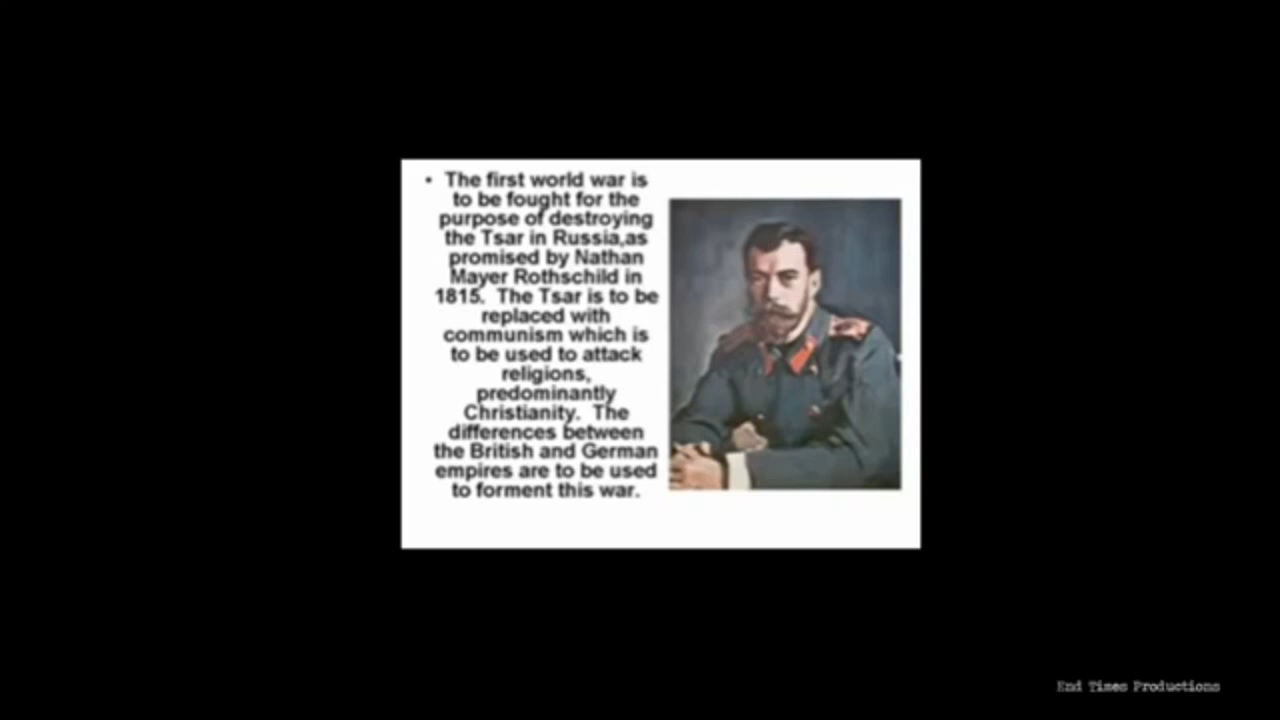 • The first world war is
to be fought for the
purpose of destroying
the Tsar in Russia,as
promised by Nathan
Mayer Rothschild in
1815.  The Tsar is to be
replaced with
communism which is
to be used to attack
religions,
predominantly
Christianity.  The
differences between
the British and German
empires are to be used
to forment this war.
End Times Productions